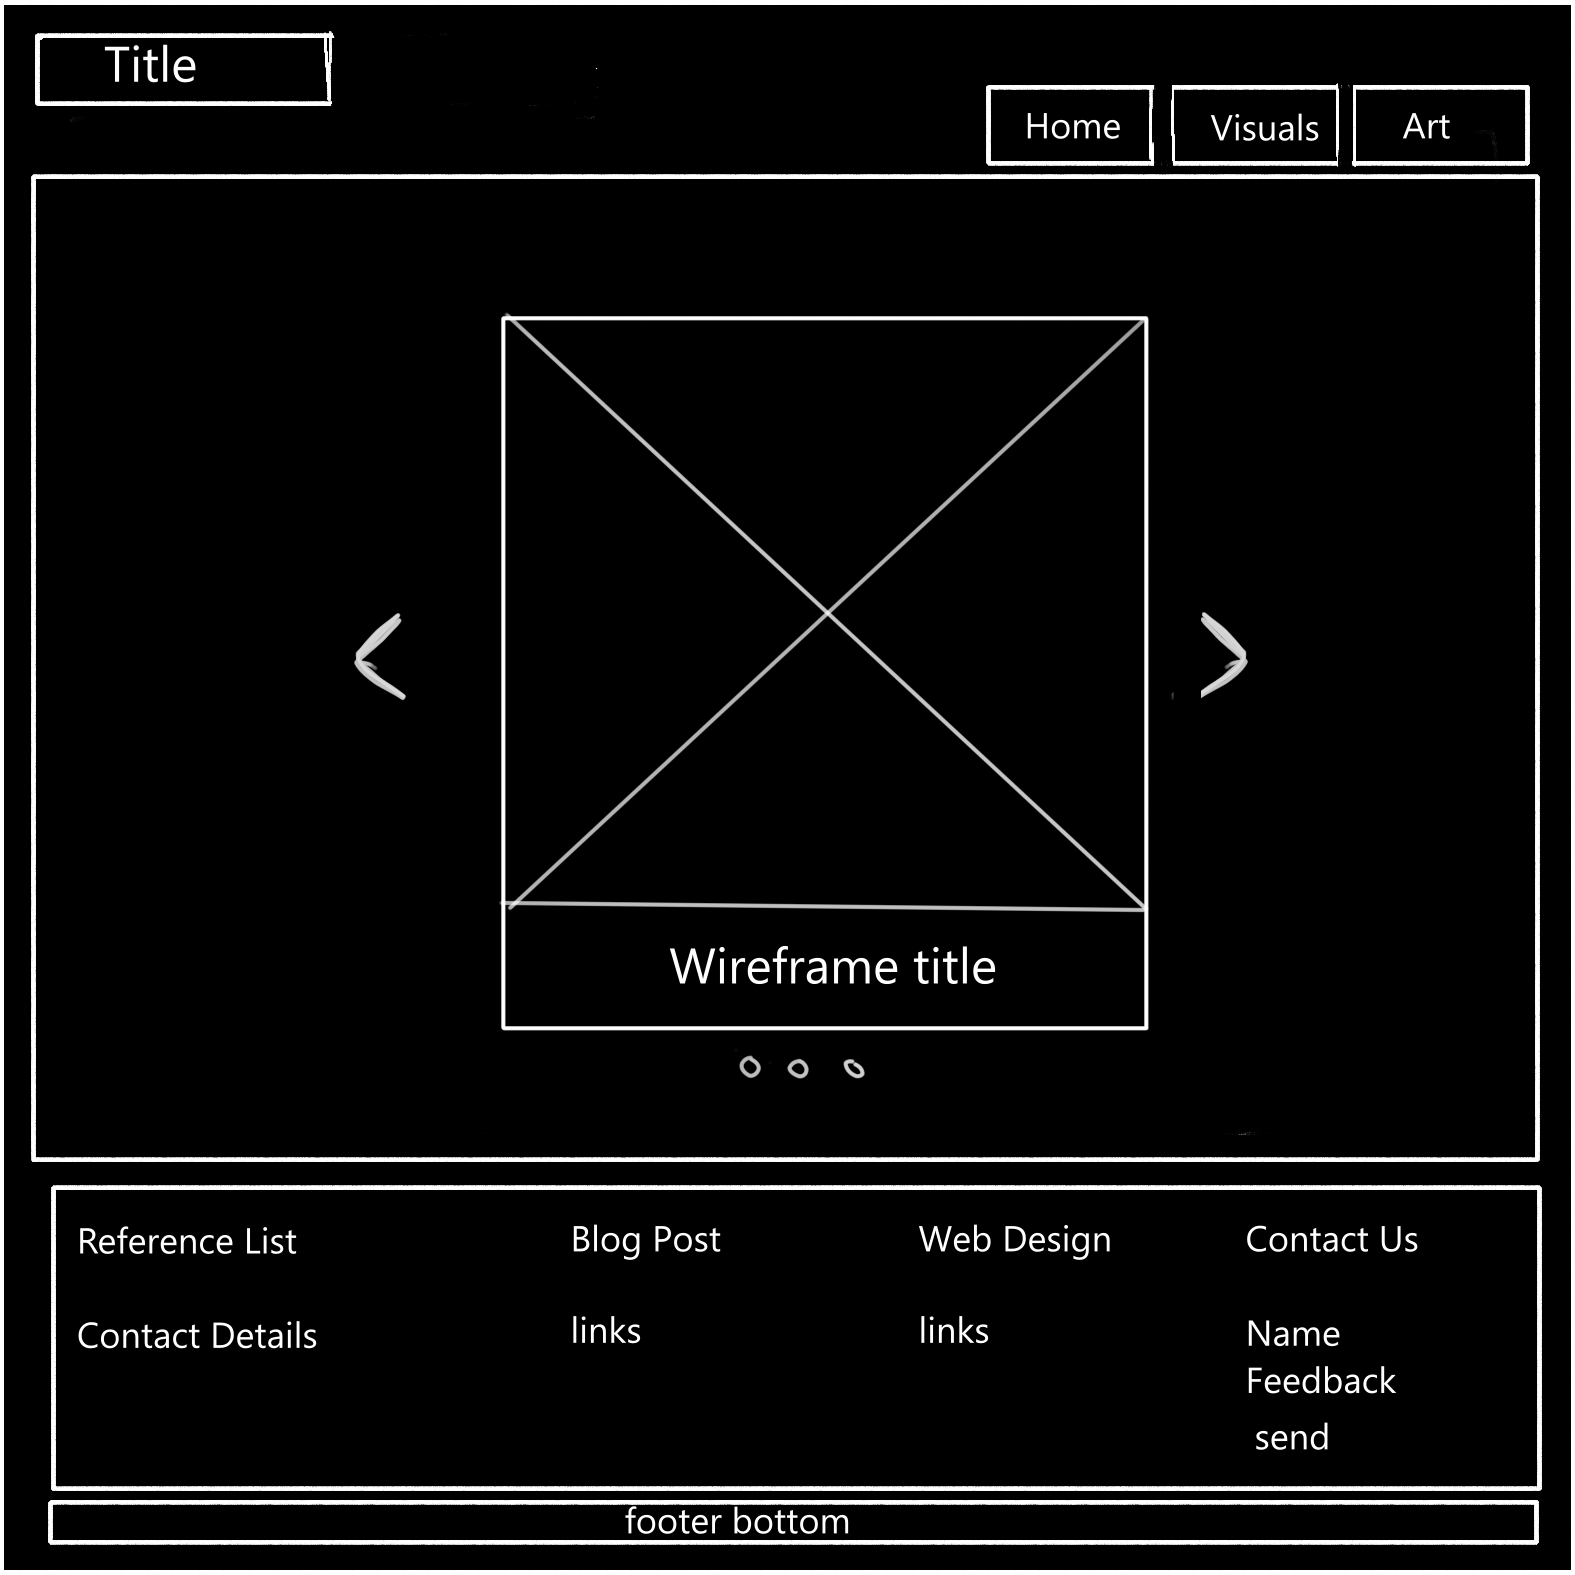 Title
Home
Visuals
Art
Wireframe title
Reference List
Contact Details
Blog Post
links
Web Design
links
Contact Us
Name
Feedback
send
footer bottom